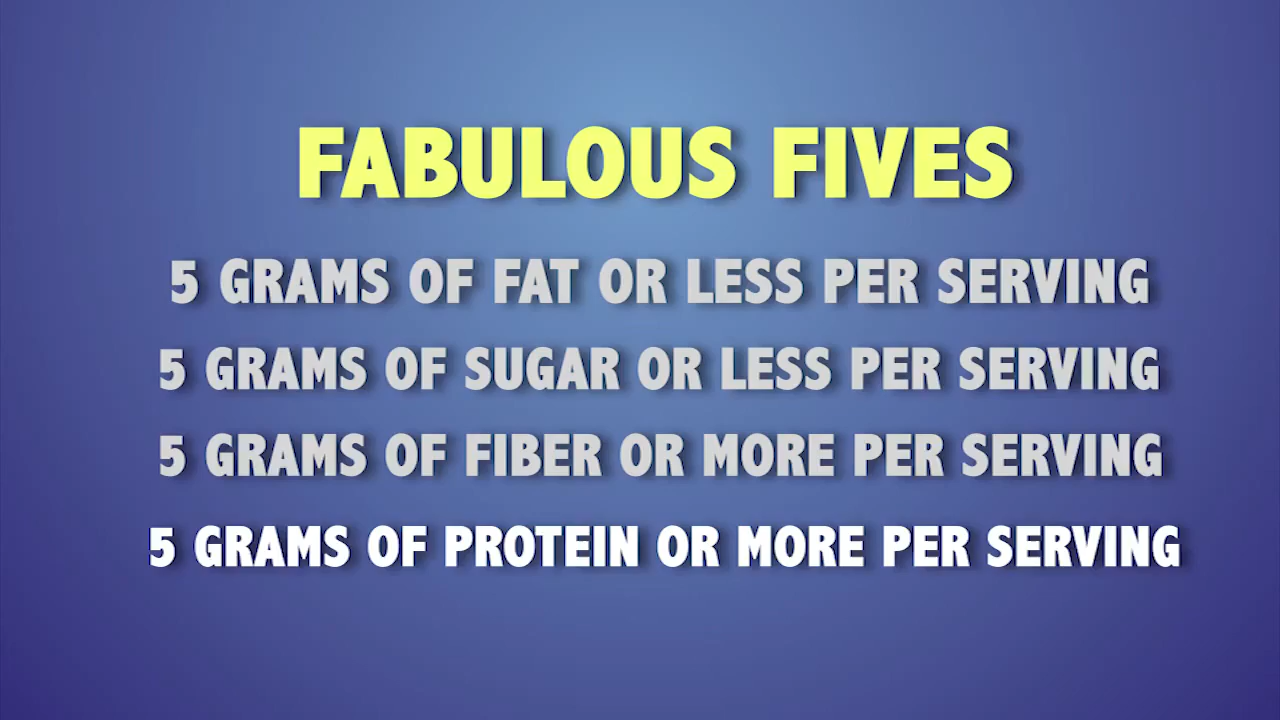 FABULOUS FIVES
5 GRAMS OF FAT OR LESS PER SERVING
5 GRAMS OF SUGAR OR LESS PER SERVING
5 GRAMS OF FIBER OR MORE PER SERVING
5 GRAMS OF PROTEIN OR MORE PER SERVING